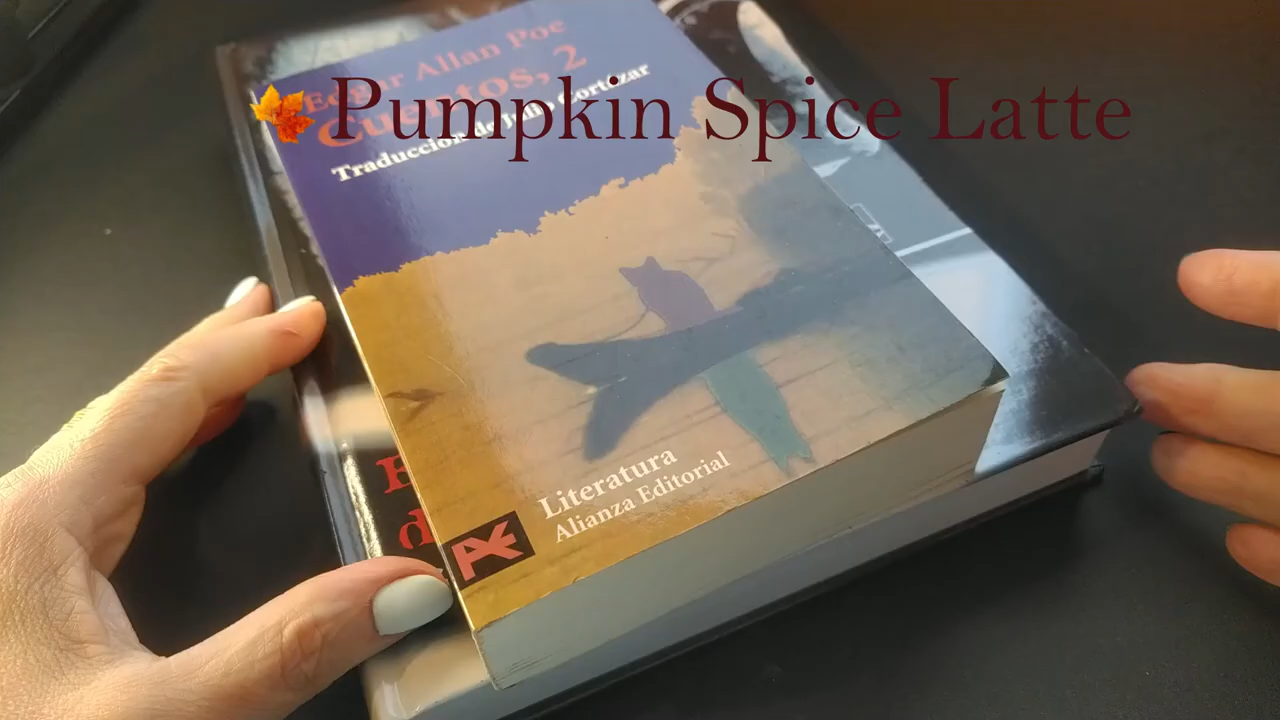 Edgar Allan Poe
Cuentos, 2
Traducción de Julio Cortázar
🍁Pumpkin Spice Latte
Literatura
Alianza Editorial